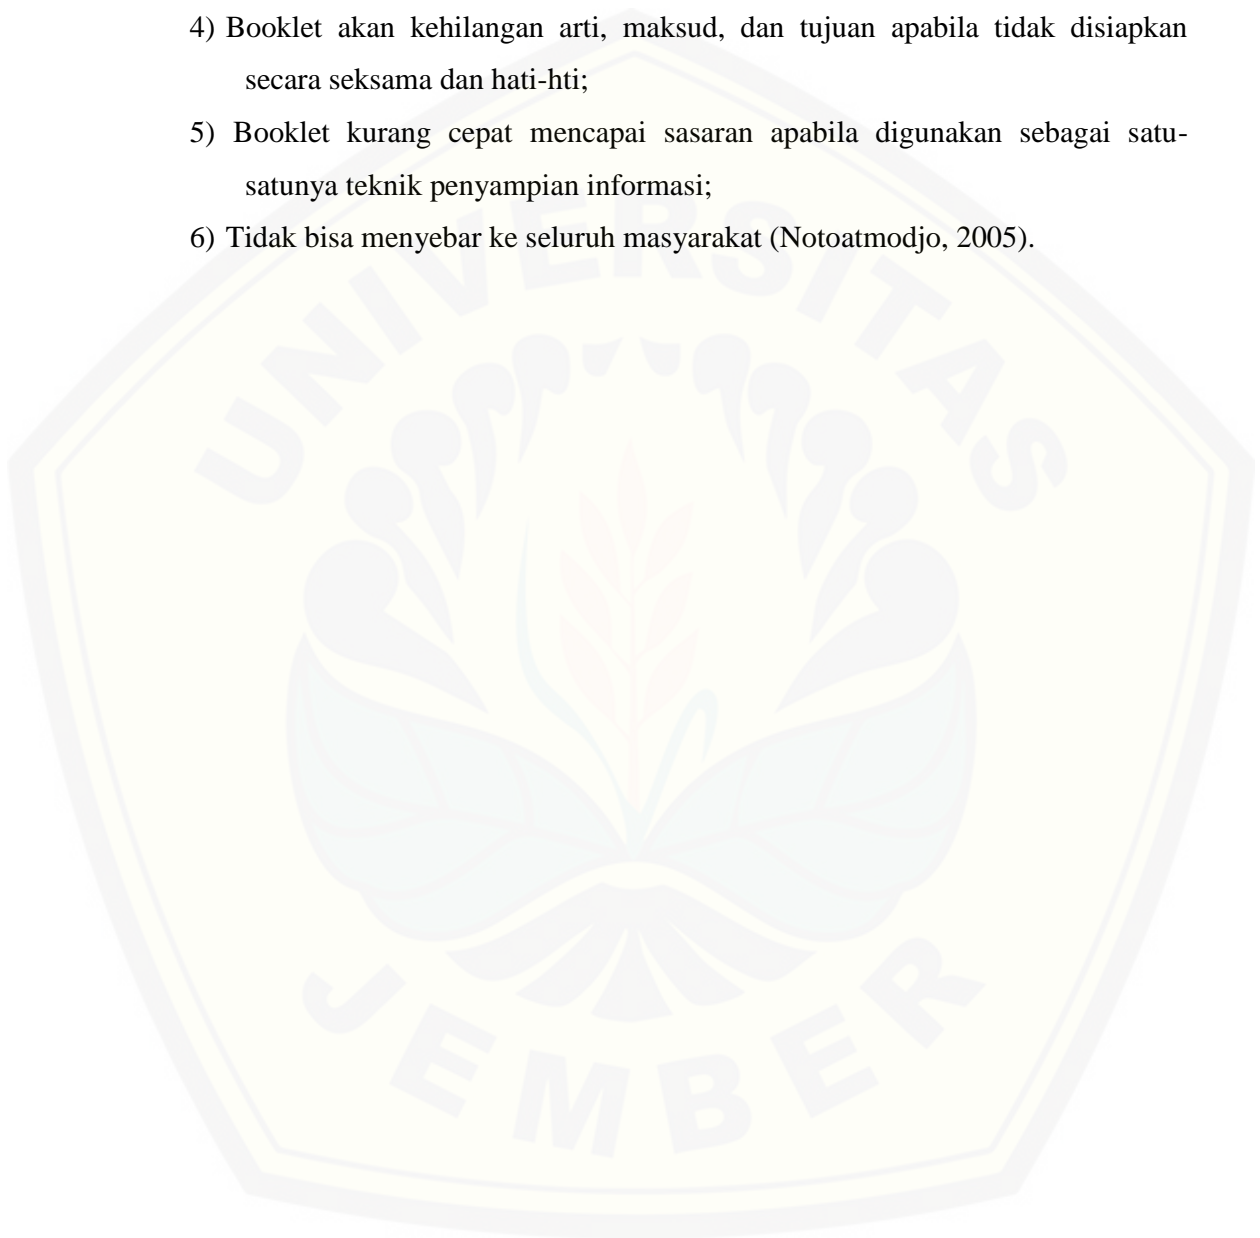 4) Booklet akan kehilangan arti, maksud, dan tujuan apabila tidak disiapkan
secara seksama dan hati-hti;
5) Booklet kurang cepat mencapai sasaran apabila digunakan sebagai satu-
satunya teknik penyampian informasi;
6) Tidak bisa menyebar ke seluruh masyarakat (Notoatmodjo, 2005).
UNIVERSITAS
JEMBER